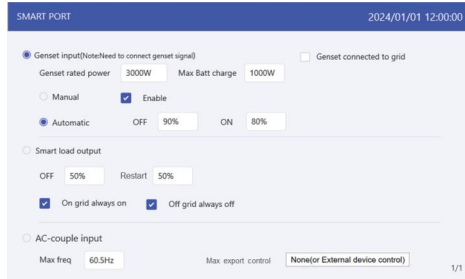 SMART PORT 2024/01/01 12:00:00
Genset input(Note:Need to connect genset signal) Genset connected to grid
Genset rated power 3000W Max Batt charge 1000W
Manual Enable
Automatic OFF 90% ON 80%
Smart load output
OFF 50% Restart 50%
On grid always on Off grid always off
AC-couple input
Max freq 60.5Hz Max export control None(or External device control)
1/1